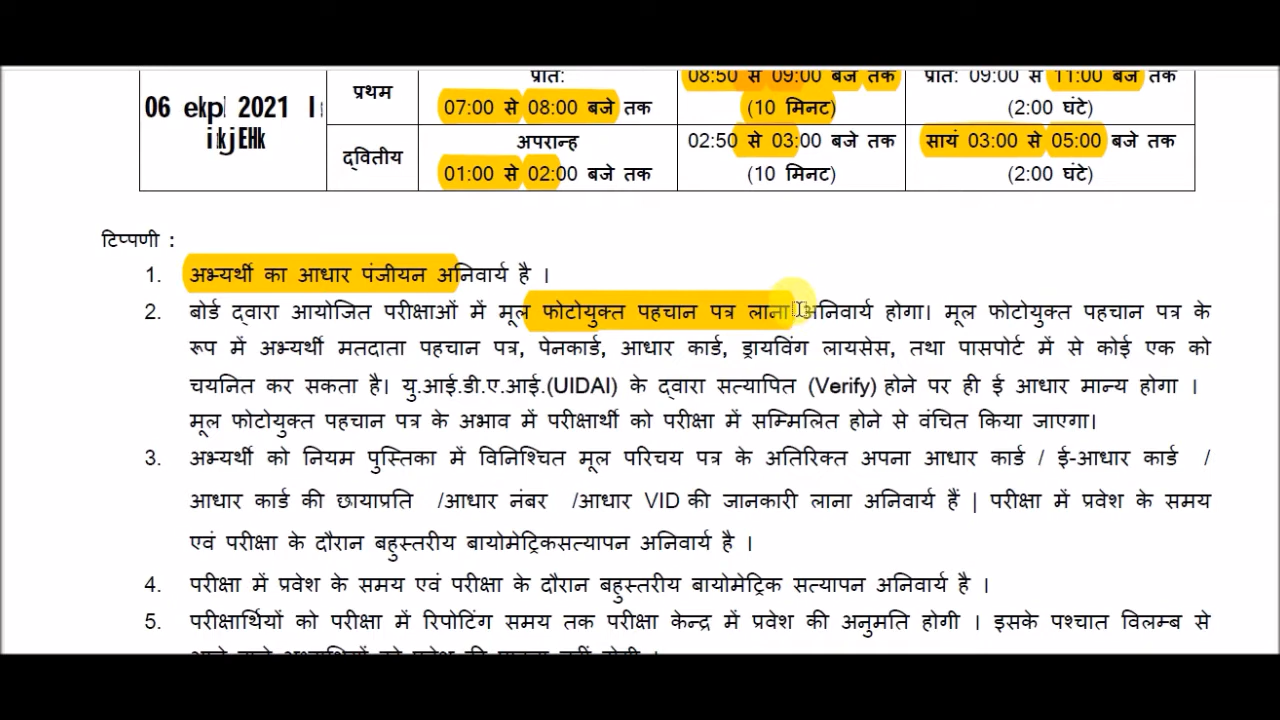 प्रात:
08:50 से 09:00 बजे तक
प्रात: 09:00 से 11:00 बजे तक
06 ekpZ 2021 ls
izkjEHk
प्रथम
07:00 से 08:00 बजे तक
(10 मिनट)
(2:00 घंटे)
द्वितीय
अपरान्ह
01:00 से 02:00 बजे तक
02:50 से 03:00 बजे तक
(10 मिनट)
सायं 03:00 से 05:00 बजे तक
(2:00 घंटे)
टिप्पणी :
1. अभ्यर्थी का आधार पंजीयन अनिवार्य है ।
2. बोर्ड द्वारा आयोजित परीक्षाओं में मूल फोटोयुक्त पहचान पत्र लाना अनिवार्य होगा। मूल फोटोयुक्त पहचान पत्र के
रूप में अभ्यर्थी मतदाता पहचान पत्र, पेनकार्ड, आधार कार्ड, ड्रायविंग लायसेस, तथा पासपोर्ट में से कोई एक को
चयनित कर सकता है। यु.आई.डी.ए.आई.(UIDAI) के द्वारा सत्यापित (Verify) होने पर ही ई आधार मान्य होगा ।
मूल फोटोयुक्त पहचान पत्र के अभाव में परीक्षार्थी को परीक्षा में सम्मिलित होने से वंचित किया जाएगा।
3. अभ्यर्थी को नियम पुस्तिका में विनिश्चित मूल परिचय पत्र के अतिरिक्त अपना आधार कार्ड / ई-आधार कार्ड /
आधार कार्ड की छायाप्रति /आधार नंबर /आधार VID की जानकारी लाना अनिवार्य हैं | परीक्षा में प्रवेश के समय
एवं परीक्षा के दौरान बहुस्तरीय बायोमेट्रिकसत्यापन अनिवार्य है ।
4. परीक्षा में प्रवेश के समय एवं परीक्षा के दौरान बहुस्तरीय बायोमेट्रिक सत्यापन अनिवार्य है ।
5. परीक्षार्थियों को परीक्षा में रिपोटिंग समय तक परीक्षा केन्द्र में प्रवेश की अनुमति होगी । इसके पश्चात विलम्ब से